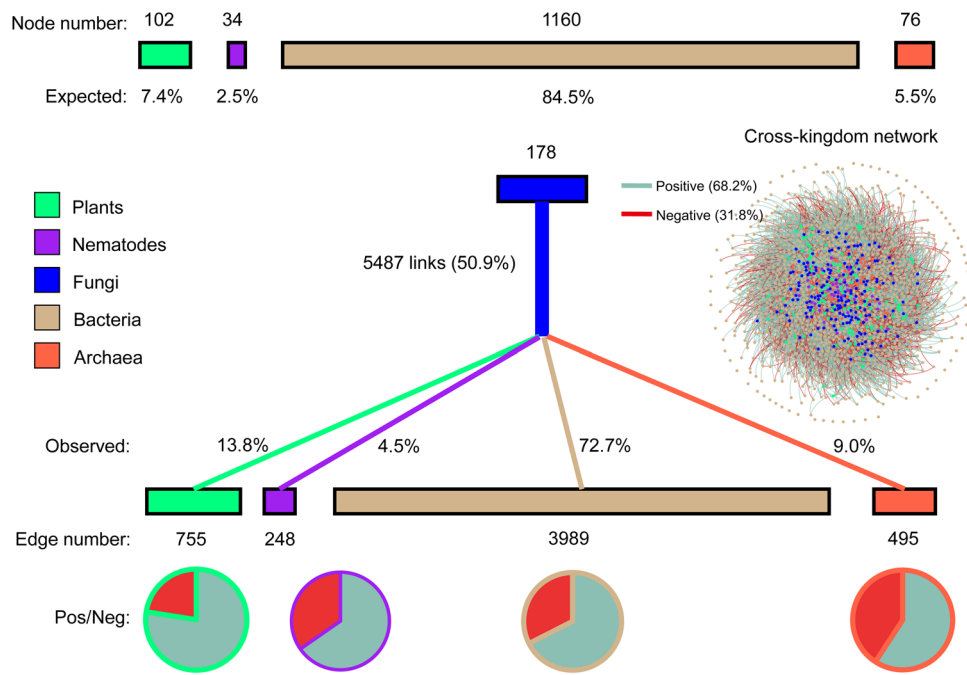 Node number: 102 34 1160 76
Expected: 7.4% 2.5% 84.5% 5.5%
Cross-kingdom network
178
Positive (68.2%)
Negative (31.8%)
Plants
Nematodes
Fungi
Bacteria
Archaea
5487 links (50.9%)
Observed: 13.8% 4.5% 72.7% 9.0%
Edge number: 755 248 3989 495
Pos/Neg: